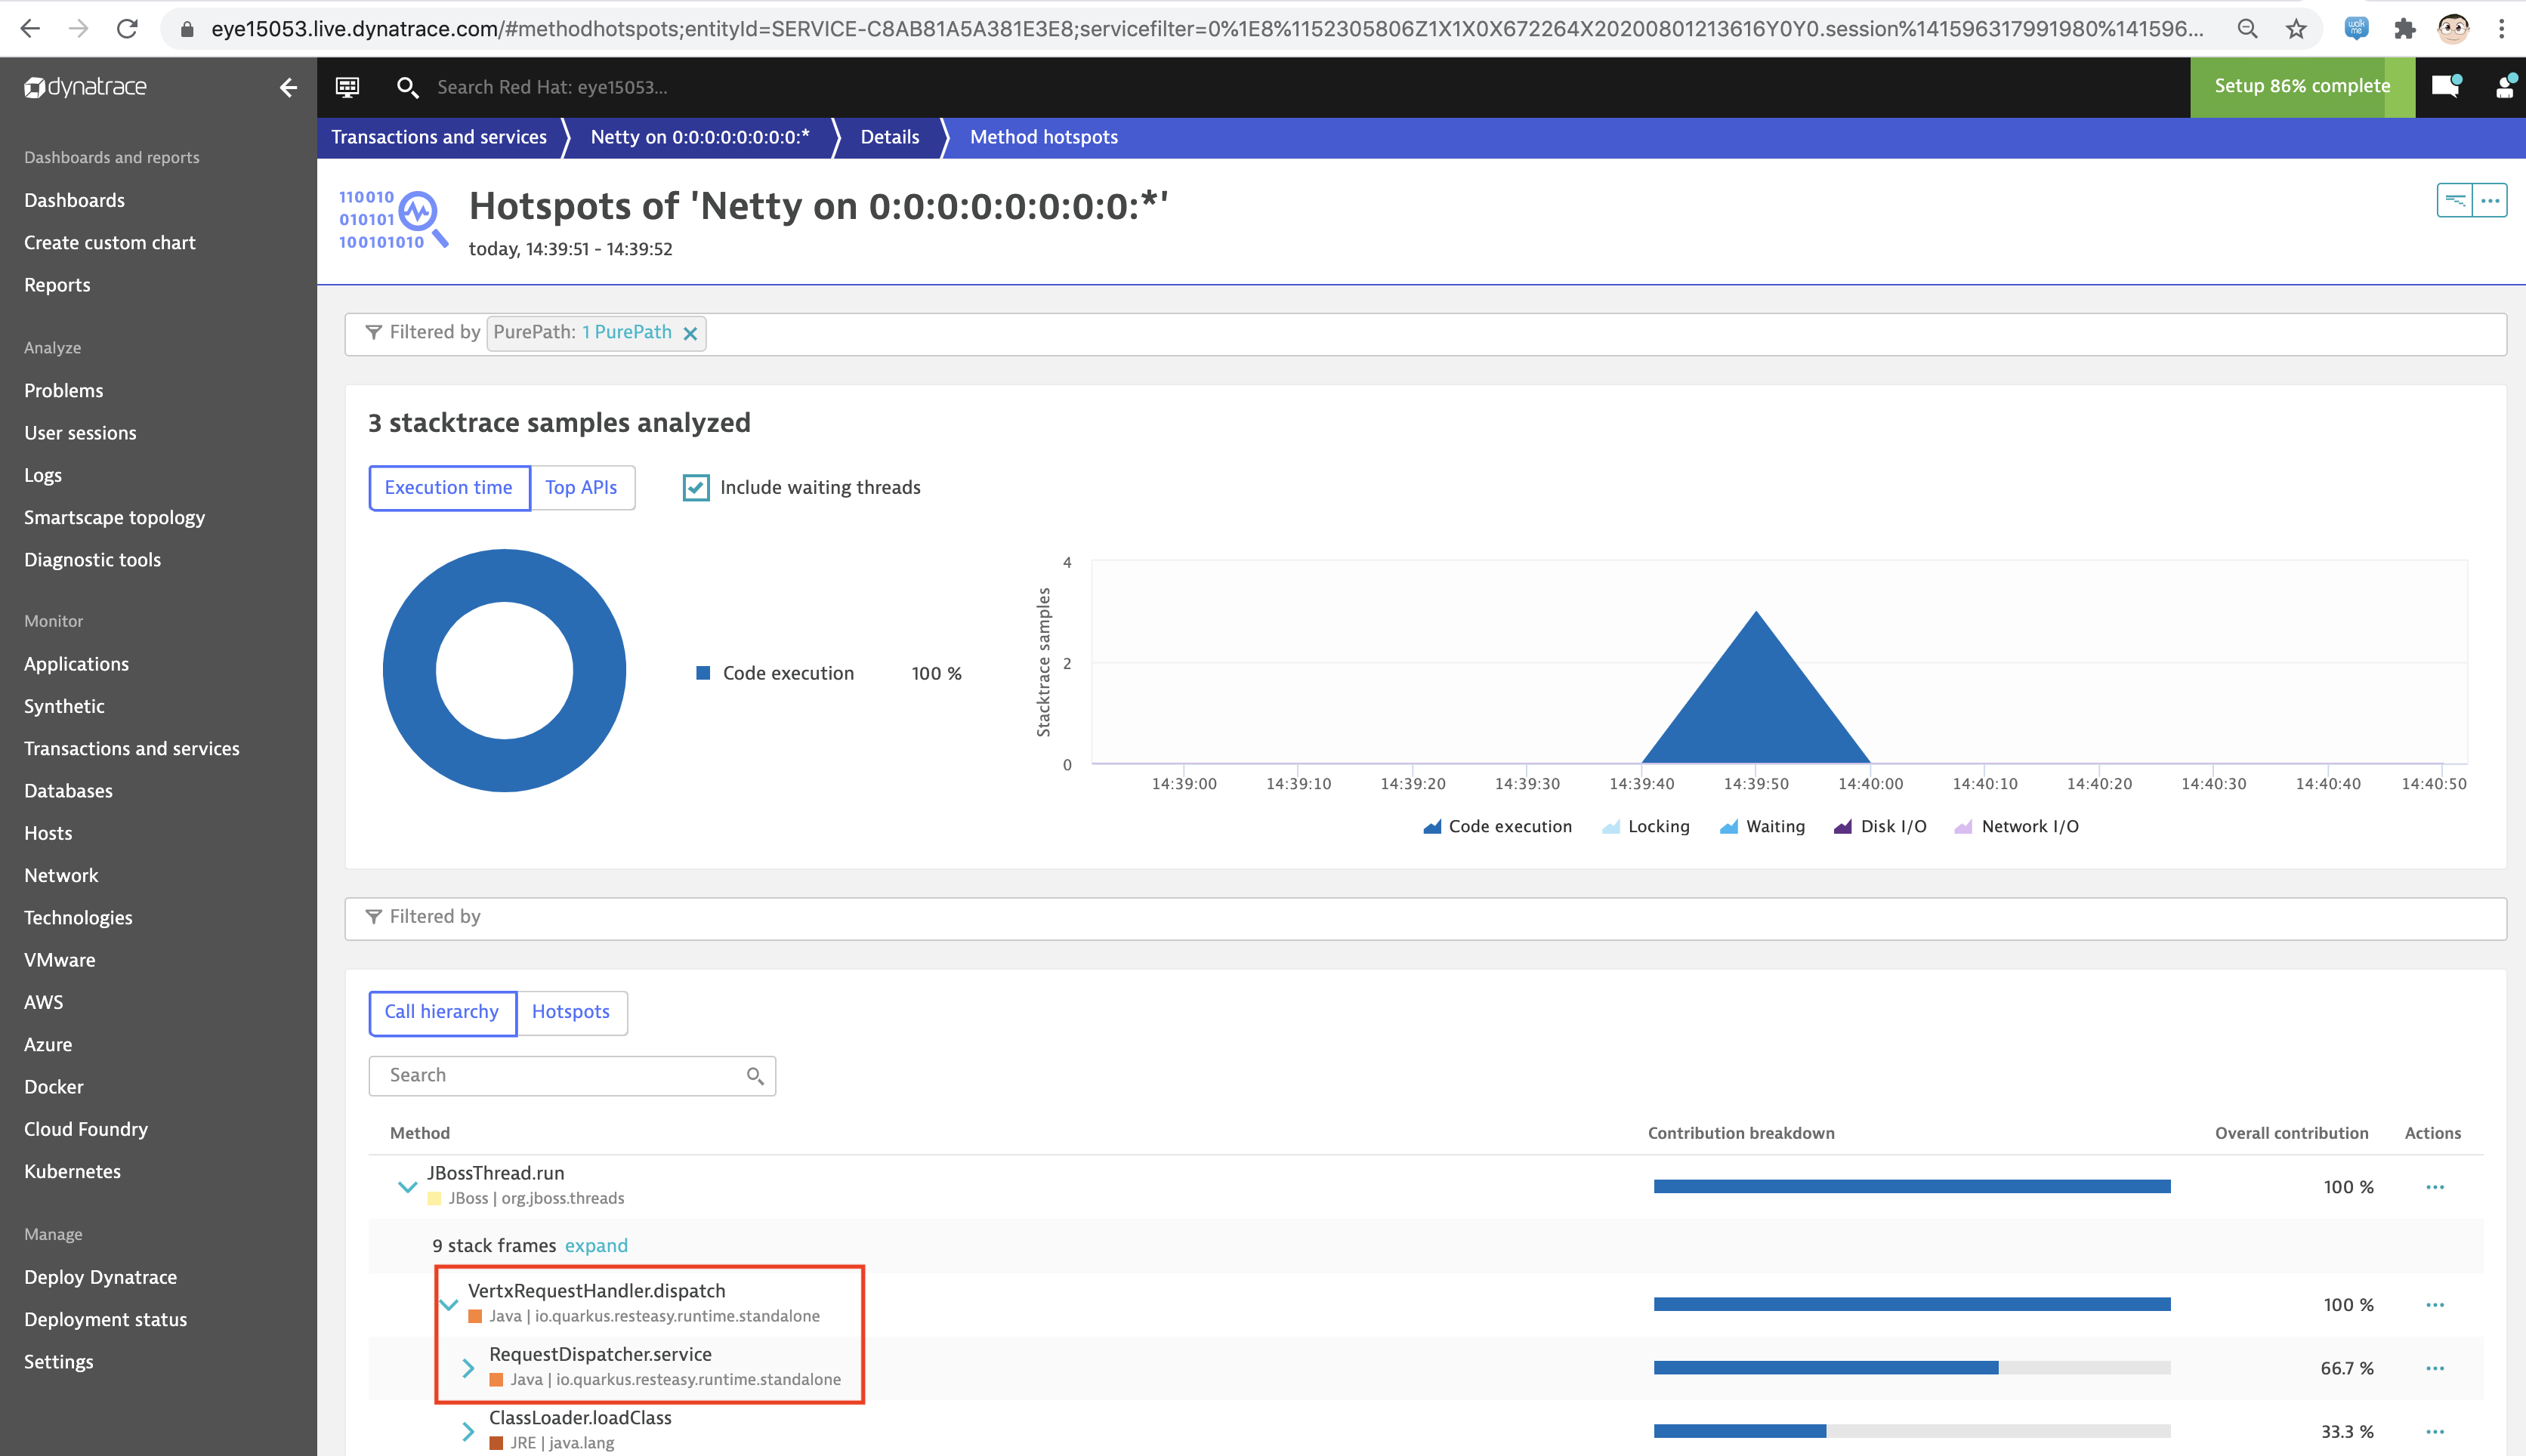 eye15053.live.dynatrace.com/#methodhotspots;entityId=SERVICE-C8AB81A5A381E3E8;servicefilter=0%1E8%1152305806Z1X1X0X672264X20200801213616Y0Y0.session%141596317991980%141596...
walk me
dynatrace
Search Red Hat: eye15053...
Setup 86% complete
Transactions and services
Netty on 0:0:0:0:0:0:0:0:*
Details
Method hotspots
Dashboards and reports
Dashboards
Create custom chart
Reports
Analyze
Problems
User sessions
Logs
Smartscape topology
Diagnostic tools
Monitor
Applications
Synthetic
Transactions and services
Databases
Hosts
Network
Technologies
VMware
AWS
Azure
Docker
Cloud Foundry
Kubernetes
Manage
Deploy Dynatrace
Deployment status
Settings
110010
010101
100101010
Hotspots of 'Netty on 0:0:0:0:0:0:0:0:*'
today, 14:39:51 - 14:39:52
Filtered by PurePath: 1 PurePath
3 stacktrace samples analyzed
Execution time Top APIs Include waiting threads
Code execution 100 %
Stacktrace samples
4
2
0
14:39:00 14:39:10 14:39:20 14:39:30 14:39:40 14:39:50 14:40:00 14:40:10 14:40:20 14:40:30 14:40:40 14:40:50
Code execution Locking Waiting Disk I/O Network I/O
Filtered by
Call hierarchy Hotspots
Search
Method Contribution breakdown Overall contribution Actions
JBossThread.run
JBoss | org.jboss.threads
100 % ...
9 stack frames expand
VertxRequestHandler.dispatch
Java | io.quarkus.resteasy.runtime.standalone
100 % ...
RequestDispatcher.service
Java | io.quarkus.resteasy.runtime.standalone
66.7 % ...
ClassLoader.loadClass
JRE | java.lang
33.3 % ...